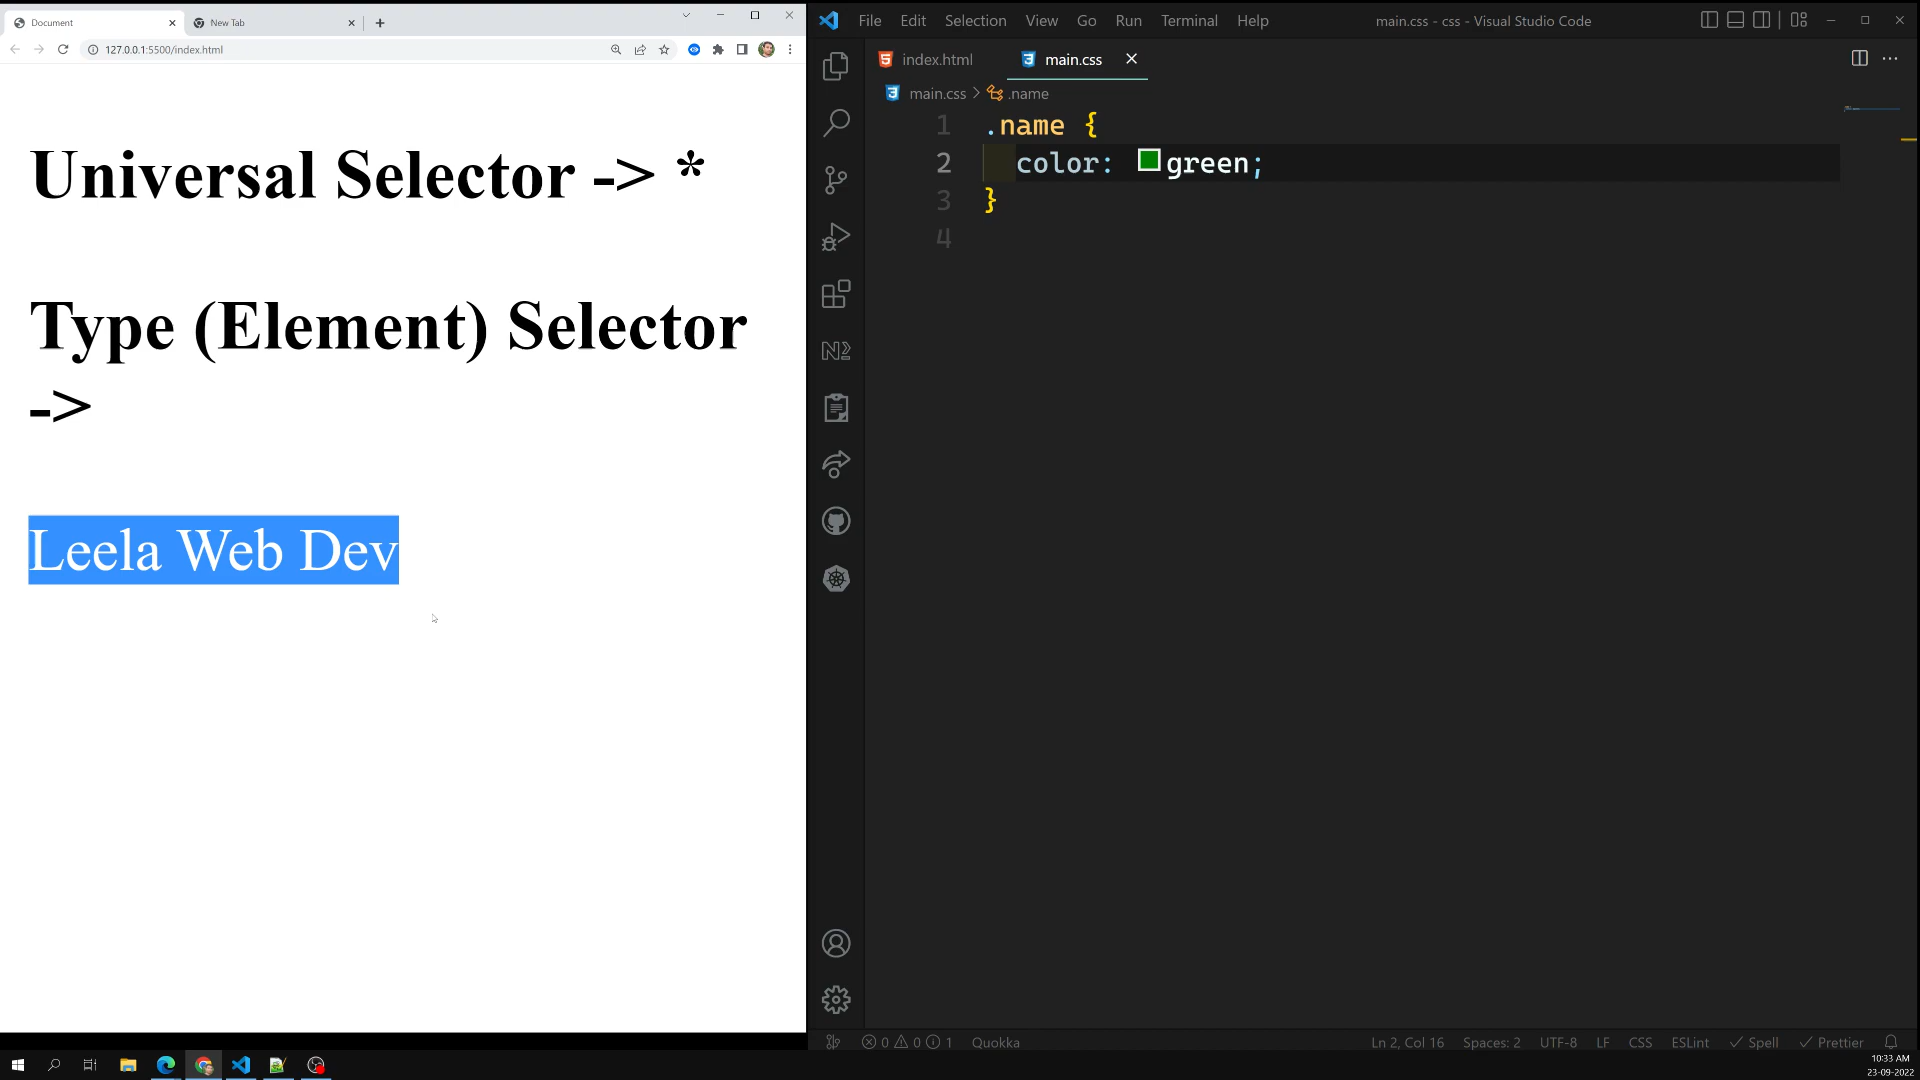 Document
New Tab
127.0.0.1:5500/index.html
Universal Selector -> *
Type (Element) Selector
->
Leela Web Dev
File Edit Selection View Go Run Terminal Help
main.css - css - Visual Studio Code
index.html
main.css
main.css > .name
1 .name {
2 color: green;
3 }
4
0 0 1 Quokka
Ln 2, Col 16 Spaces: 2 UTF-8 LF CSS ESLint Spell Prettier
10:33 AM
23-09-2022